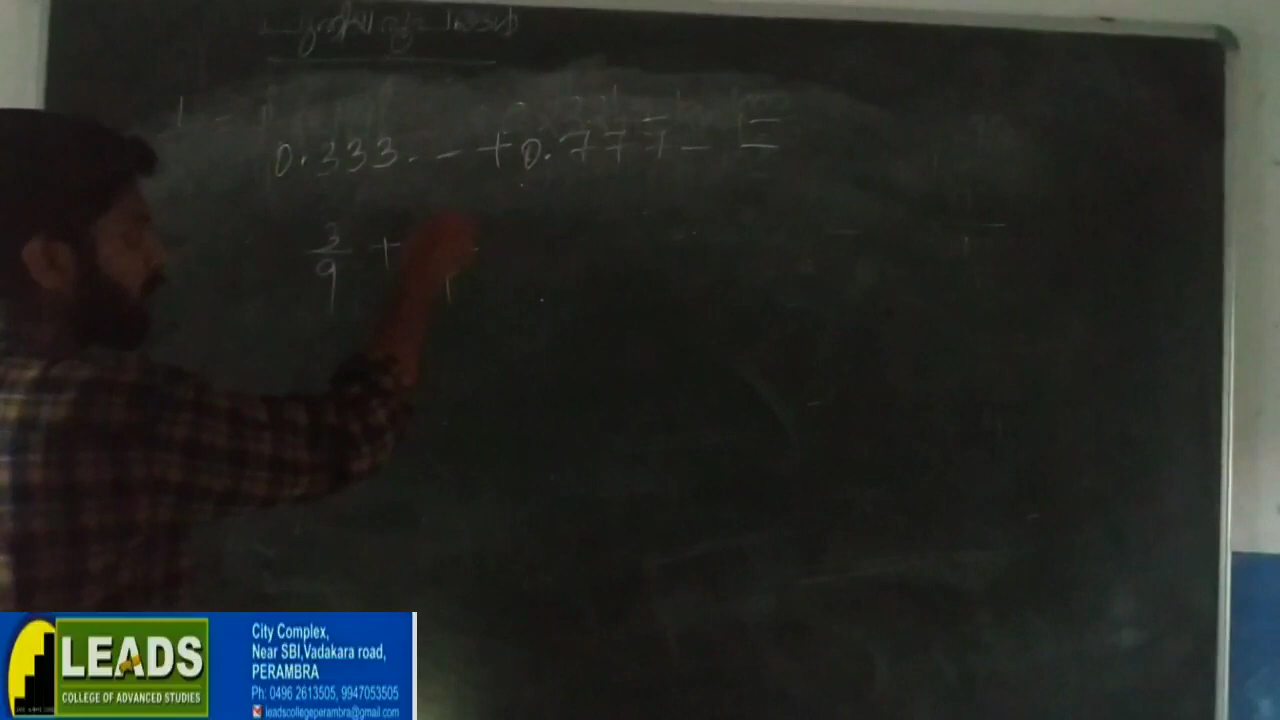 0.333. - + 0.777 - =
3/9 +
LEADS
COLLEGE OF ADVANCED STUDIES
City Complex,
Near SBI,Vadakara road,
PERAMBRA
Ph: 0496 2613505, 9947053505
leadscollegeperambra@gmail.com